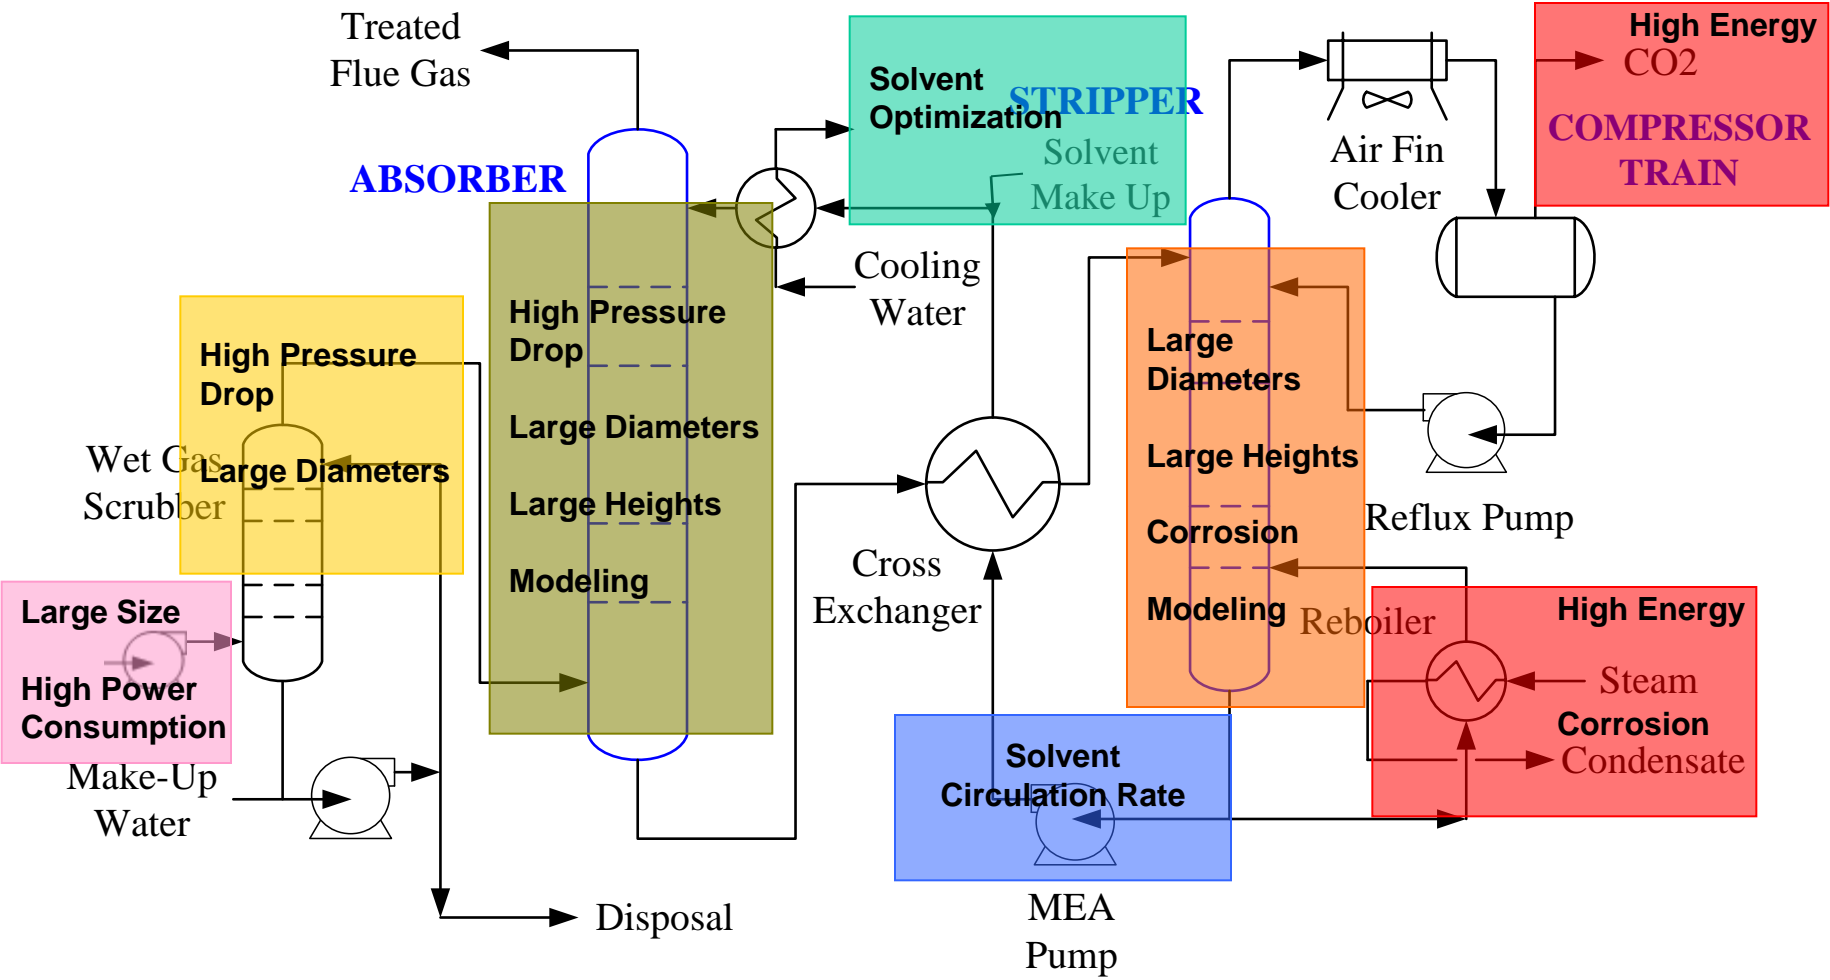 Treated
Flue Gas
ABSORBER
Solvent
Optimization
STRIPPER
Solvent
Make Up
Air Fin
Cooler
High Energy
CO2
COMPRESSOR
TRAIN
Cooling
Water
High Pressure
Drop
Large Diameters
Wet Gas
Scrubber
High Pressure
Drop
Large Diameters
Large Heights
Modeling
Large
Diameters
Large Heights
Corrosion
Modeling
Reflux Pump
Cross
Exchanger
Large Size
High Power
Consumption
Reboiler
High Energy
Steam
Corrosion
Condensate
Make-Up
Water
Solvent
Circulation Rate
Disposal
MEA
Pump